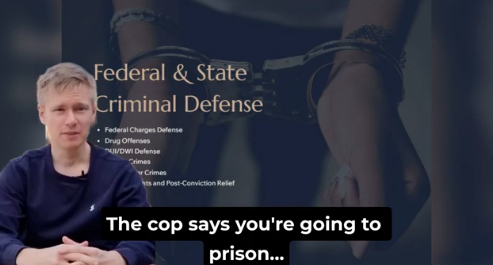 Federal & State
Criminal Defense
Federal Charges Defense
Drug Offenses
DUI/DWI Defense
Crimes
Crimes
and Post-Conviction Relief
The cop says you're going to
prison...